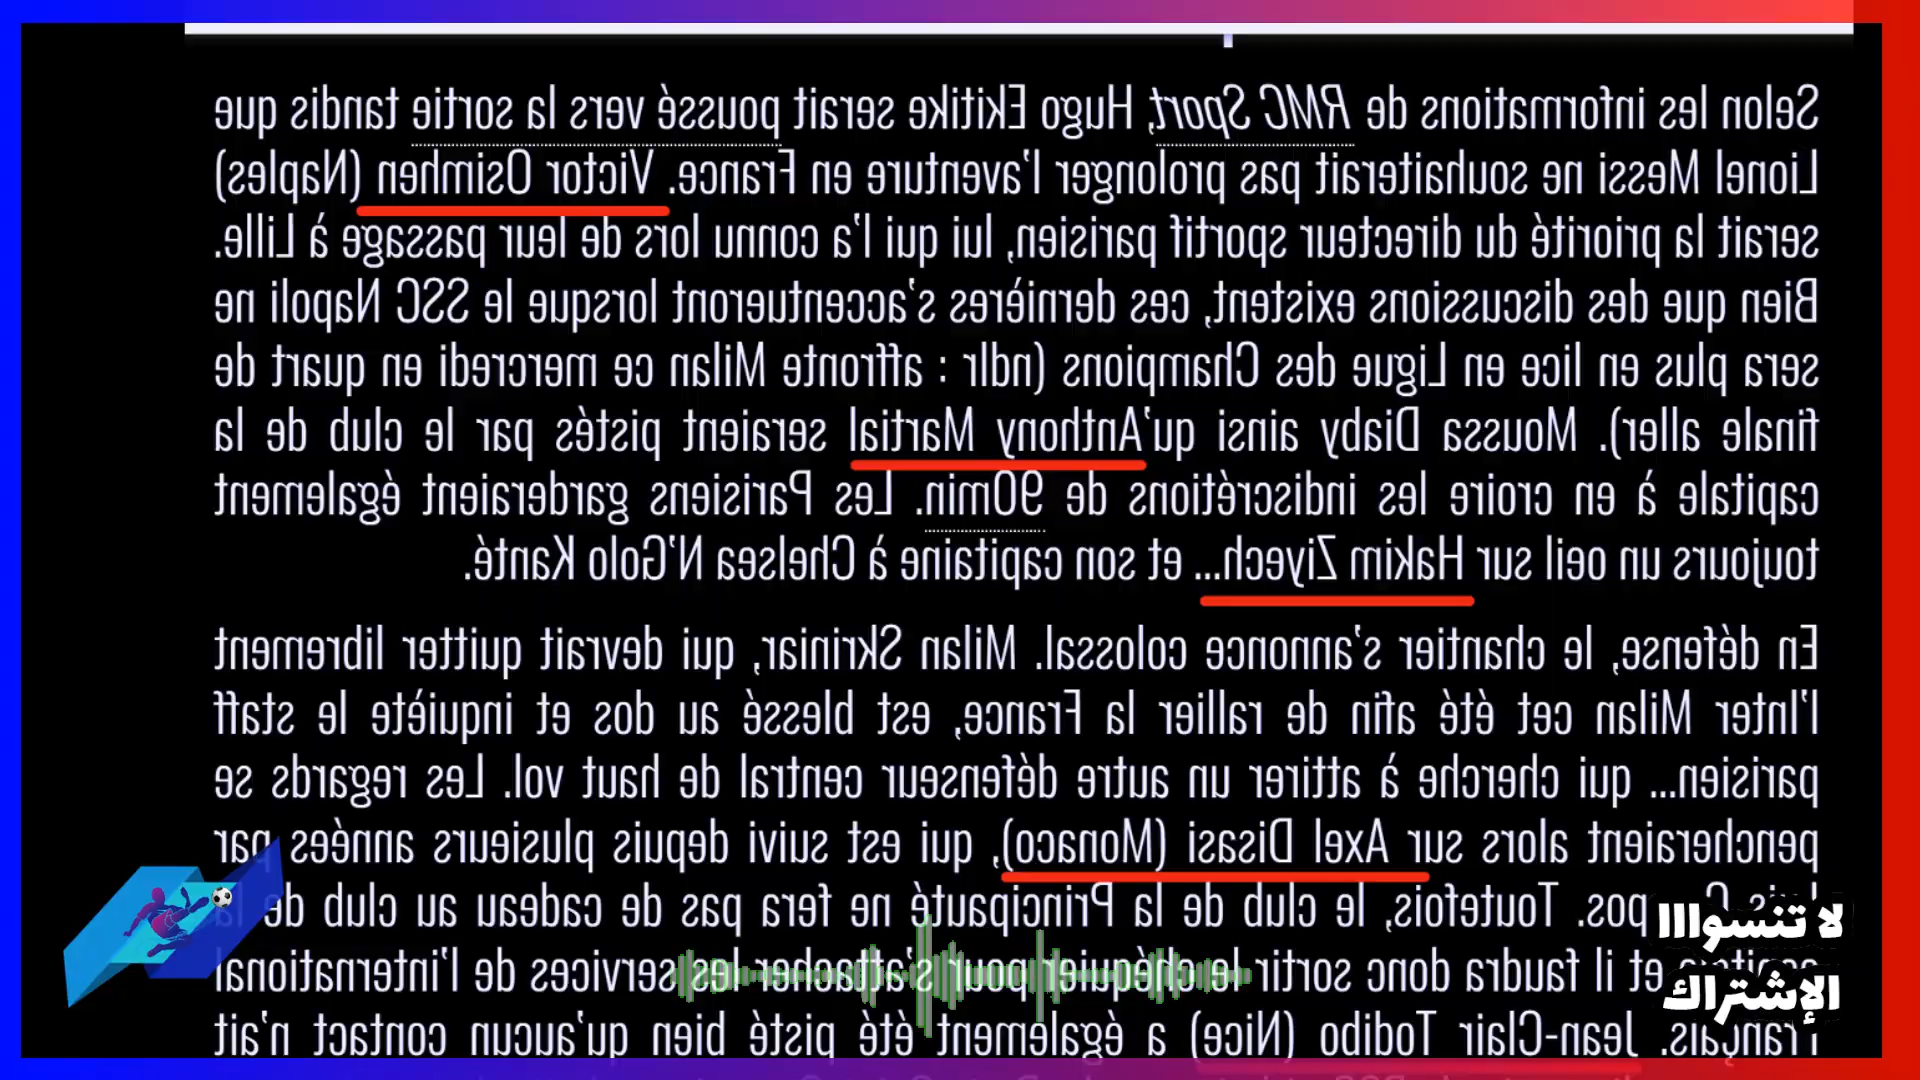 Selon les informations de RMC Sport, Hugo Ekitike serait poussé vers la sortie tandis que
Lionel Messi ne souhaiterait pas prolonger l'aventure en France. Victor Osimhen (Naples)
serait la priorité du directeur sportif parisien, lui qui l'a connu lors de leur passage à Lille.
Bien que des discussions existent, ces dernières s'accentueront lorsque le SSC Napoli ne
sera plus en lice en Ligue des Champions (ndlr : affronte Milan ce mercredi en quart de
finale aller). Moussa Diaby ainsi qu'Anthony Martial seraient pistés par le club de la
capitale à en croire les indiscrétions de 90min. Les Parisiens garderaient également
toujours un oeil sur Hakim Ziyech... et son capitaine à Chelsea N'Golo Kanté.
En défense, le chantier s'annonce colossal. Milan Skriniar, qui devrait quitter librement
l'Inter Milan cet été afin de rallier la France, est blessé au dos et inquiète le staff
parisien... qui cherche à attirer un autre défenseur central de haut vol. Les regards se
pencheraient alors sur Axel Disasi (Monaco), qui est suivi depuis plusieurs années par
pos. Toutefois, le club de la Principauté ne fera pas de cadeau au club de la
et il faudra donc sortir le chéquier pour s'attacher les services de l'international
français. Jean-Clair Todibo (Nice) a également été pisté bien qu'aucun contact n'ait
لا تنسواا
الإشتراك